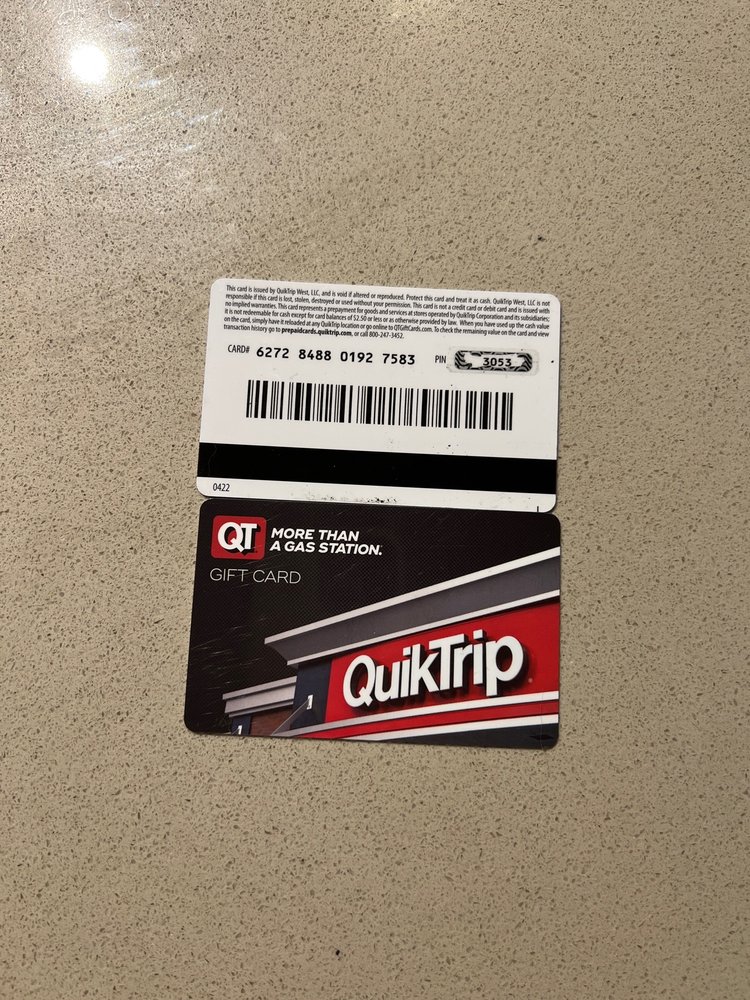 This card is issued by QuikTrip West, LLC, and is void if altered or reproduced. Protect this card and treat it as cash. QuikTrip West, LLC is not
responsible if this card is lost, stolen, destroyed or used without your permission. This card is not a credit card or debit card and is issued with
no implied warranties. This card represents a prepayment for goods and services at stores operated by QuikTrip Corporation and its subsidiaries;
it is not redeemable for cash except for card balances of $2.50 or less or as otherwise provided by law. When you have used up the cash value
on the card, simply have it reloaded at any QuikTrip location or go online to QTGiftCards.com. To check the remaining value on the card and view
transaction history go to prepaidcards.quiktrip.com, or call 800-247-3452.
CARD# 6272 8488 0192 7583 PIN 3053
0422
QT MORE THAN
A GAS STATION.
GIFT CARD
QuikTrip